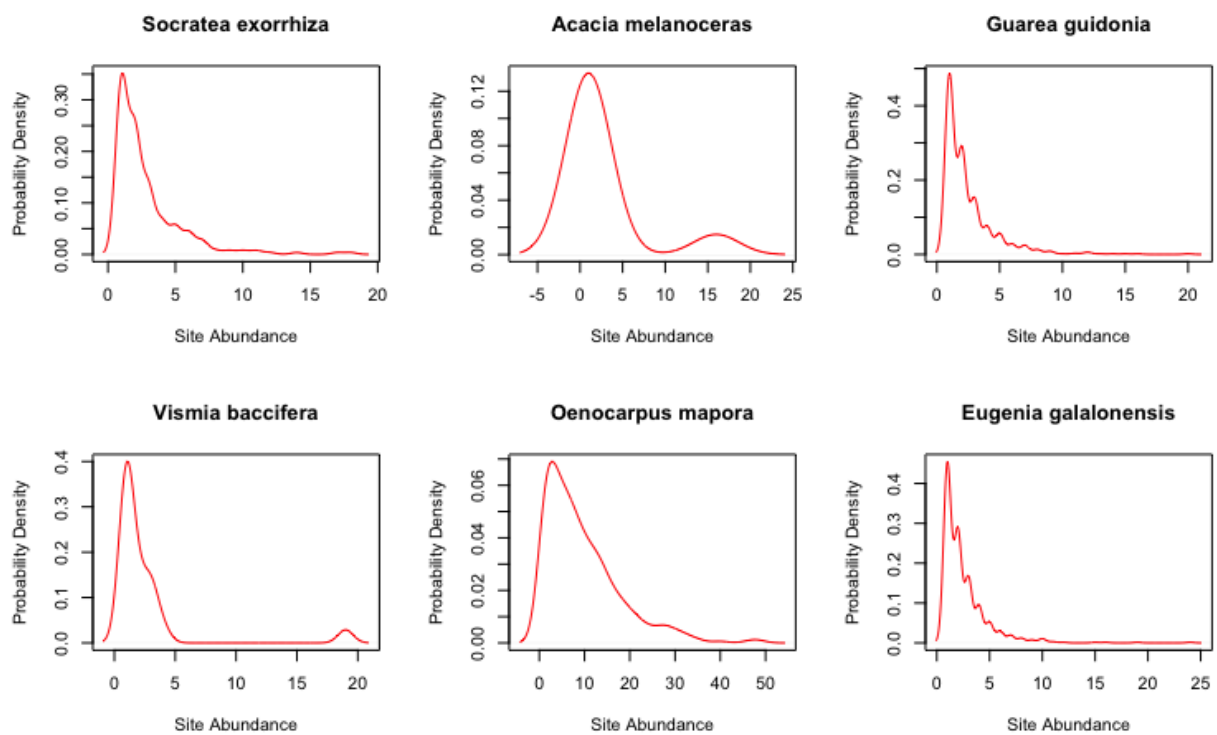 Socratea exorrhiza
Probability Density
0.00 0.10 0.20 0.30
0 5 10 15 20
Site Abundance
Acacia melanoceras
Probability Density
0.00 0.04 0.08 0.12
-5 0 5 10 15 20 25
Site Abundance
Guarea guidonia
Probability Density
0.0 0.2 0.4
0 5 10 15 20
Site Abundance
Vismia baccifera
Probability Density
0.0 0.1 0.2 0.3 0.4
0 5 10 15 20
Site Abundance
Oenocarpus mapora
Probability Density
0.00 0.02 0.04 0.06
0 10 20 30 40 50
Site Abundance
Eugenia galalonensis
Probability Density
0.0 0.1 0.2 0.3 0.4
0 5 10 15 20 25
Site Abundance